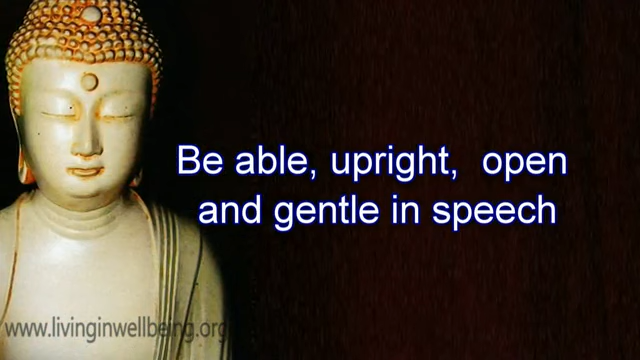 Be able, upright,  open
and gentle in speech
www.livinginwellbeing.org